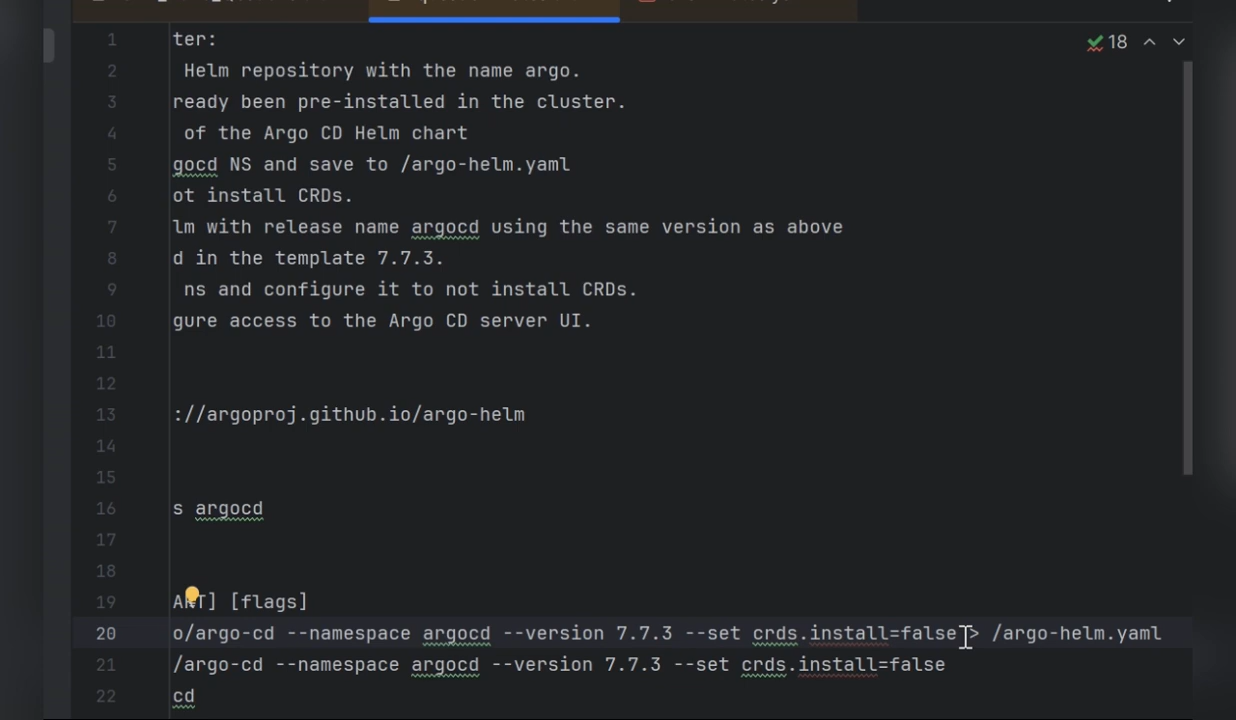 18
1 ter:
2 Helm repository with the name argo.
3 ready been pre-installed in the cluster.
4 of the Argo CD Helm chart
5 gocd NS and save to /argo-helm.yaml
6 ot install CRDs.
7 lm with release name argocd using the same version as above
8 d in the template 7.7.3.
9 ns and configure it to not install CRDs.
10 gure access to the Argo CD server UI.
11
12
13 ://argoproj.github.io/argo-helm
14
15
16 s argocd
17
18
19 [flags]
20 o/argo-cd --namespace argocd --version 7.7.3 --set crds.install=false > /argo-helm.yaml
21 /argo-cd --namespace argocd --version 7.7.3 --set crds.install=false
22 cd